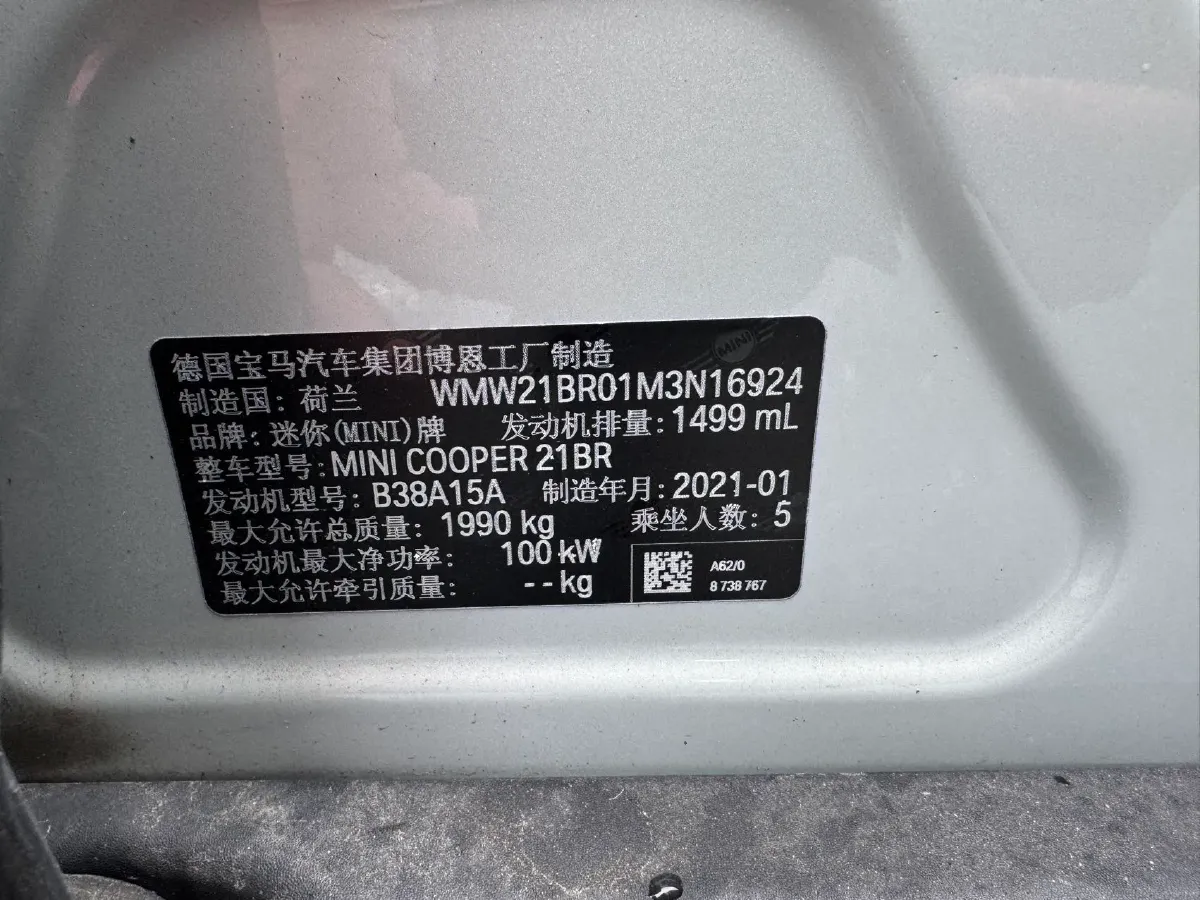 MINI
德国宝马汽车集团博恩工厂制造
制造国：荷兰 WMW21BR01M3N16924
品牌：迷你(MINI)牌 发动机排量：1499 mL
整车型号：MINI COOPER 21BR
发动机型号：B38A15A 制造年月：2021-01
最大允许总质量：1990 kg 乘坐人数：5
发动机最大净功率： 100 kW
最大允许牵引质量： --kg
A62/0
8 738 767